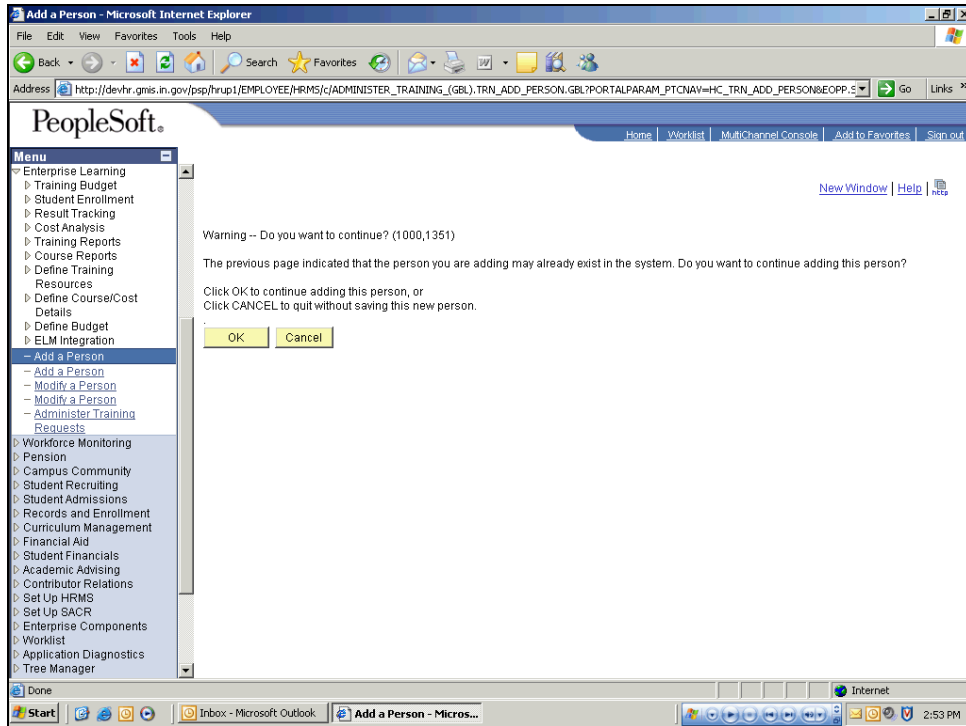 Add a Person - Microsoft Internet Explorer
File Edit View Favorites Tools Help
Back Search Favorites
Address http://devhr.gmis.in.gov/psp/hrup1/EMPLOYEE/HRMS/c/ADMINISTER_TRAINING_(GBL).TRN_ADD_PERSON.GBL?PORTALPARAM_PTCNAV=HC_TRN_ADD_PERSON&EOPP.S Go Links »
PeopleSoft®
Home | Worklist | MultiChannel Console | Add to Favorites | Sign out
Menu
Enterprise Learning
Training Budget
Student Enrollment
Result Tracking
Cost Analysis
Training Reports
Course Reports
Define Training
Resources
Define Course/Cost
Details
Define Budget
ELM Integration
– Add a Person
– Add a Person
– Modify a Person
– Modify a Person
– Administer Training
Requests
Workforce Monitoring
Pension
Campus Community
Student Recruiting
Student Admissions
Records and Enrollment
Curriculum Management
Financial Aid
Student Financials
Academic Advising
Contributor Relations
Set Up HRMS
Set Up SACR
Enterprise Components
Worklist
Application Diagnostics
Tree Manager
New Window | Help | http
Warning -- Do you want to continue? (1000,1351)
The previous page indicated that the person you are adding may already exist in the system. Do you want to continue adding this person?
Click OK to continue adding this person, or
Click CANCEL to quit without saving this new person.
.
OK Cancel
Done Internet
Start Inbox - Microsoft Outlook Add a Person - Micros... 2:53 PM